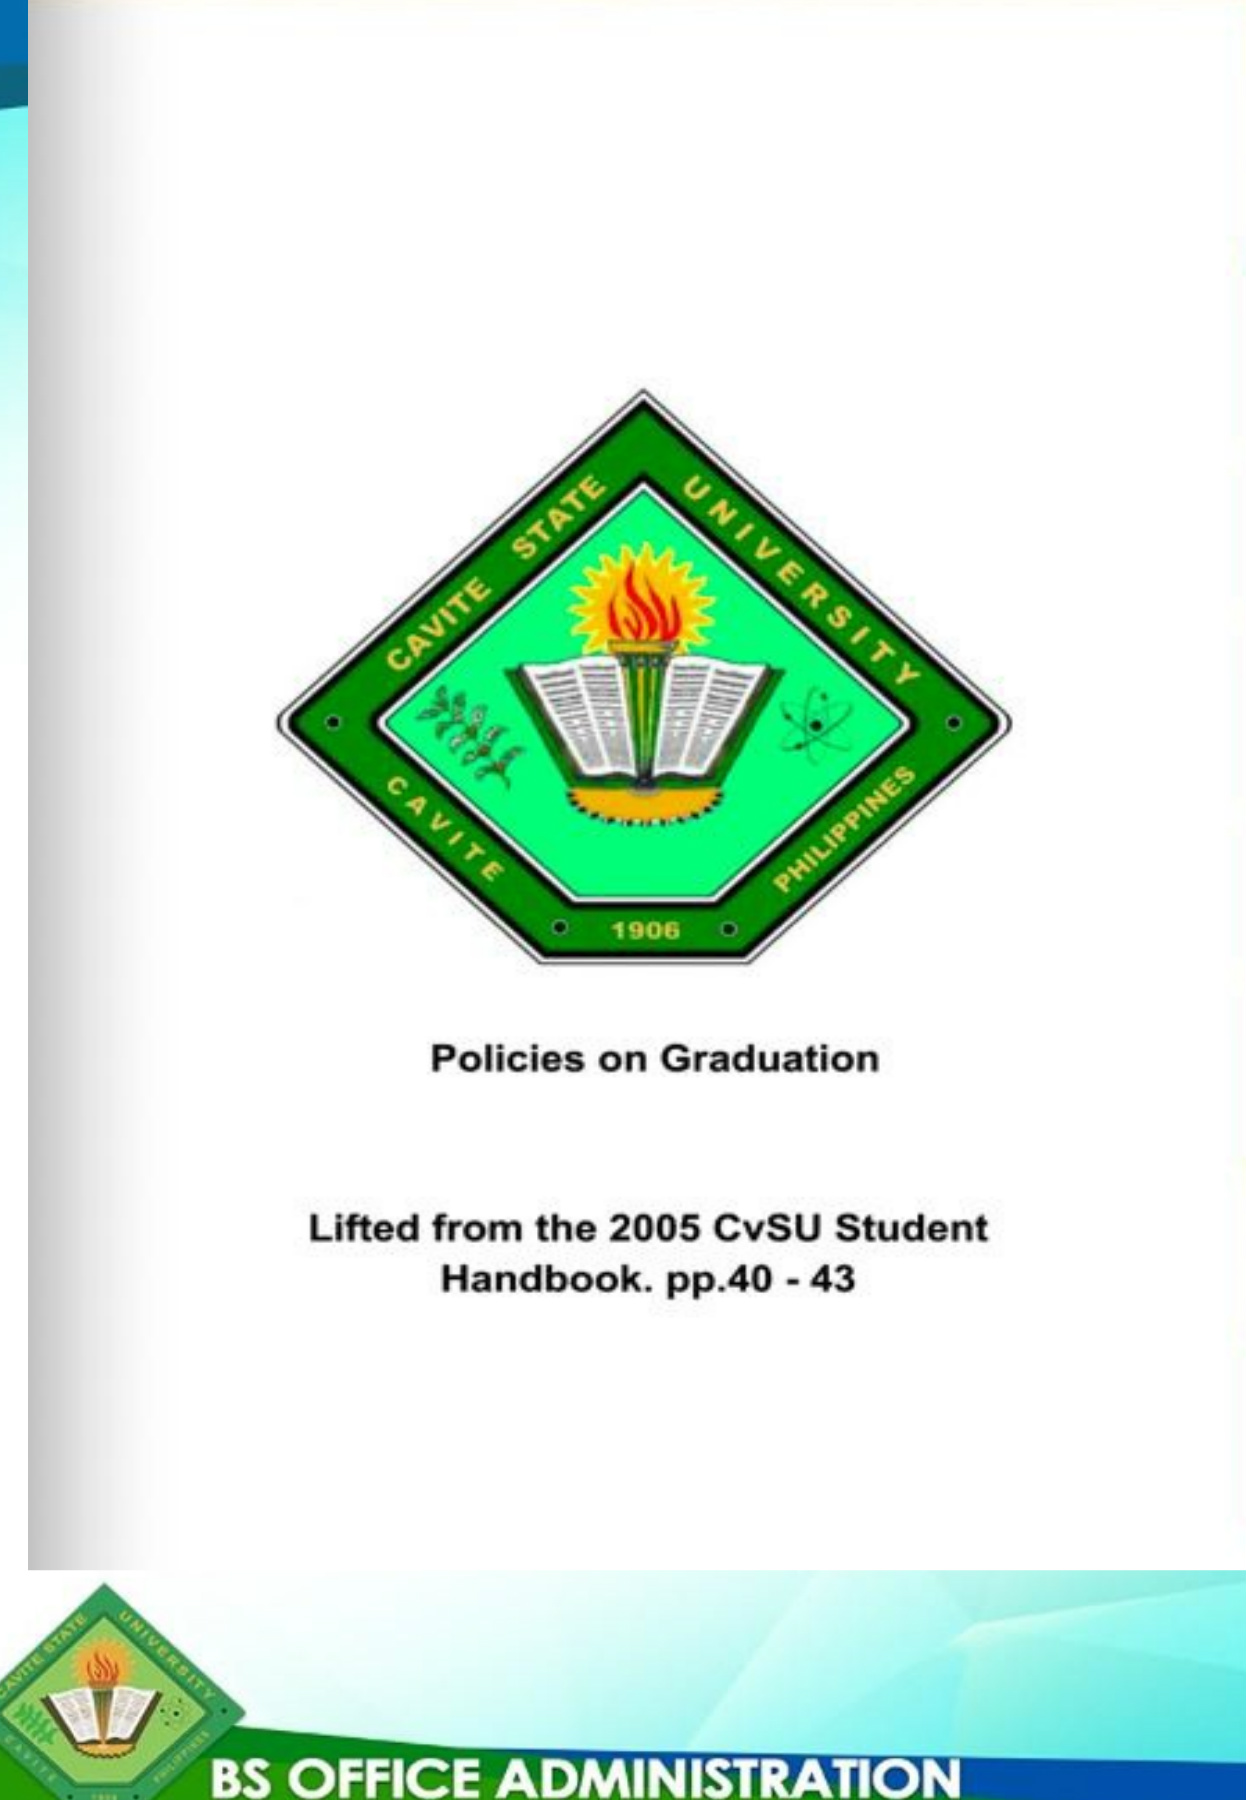 CAVITE STATE UNIVERSITY
CAVITE
PHILIPPINES
1906
Policies on Graduation
Lifted from the 2005 CvSU Student
Handbook. pp.40 - 43
CAVITE STATE UNIVERSITY
CAVITE
PHILIPPINES
1906
BS OFFICE ADMINISTRATION